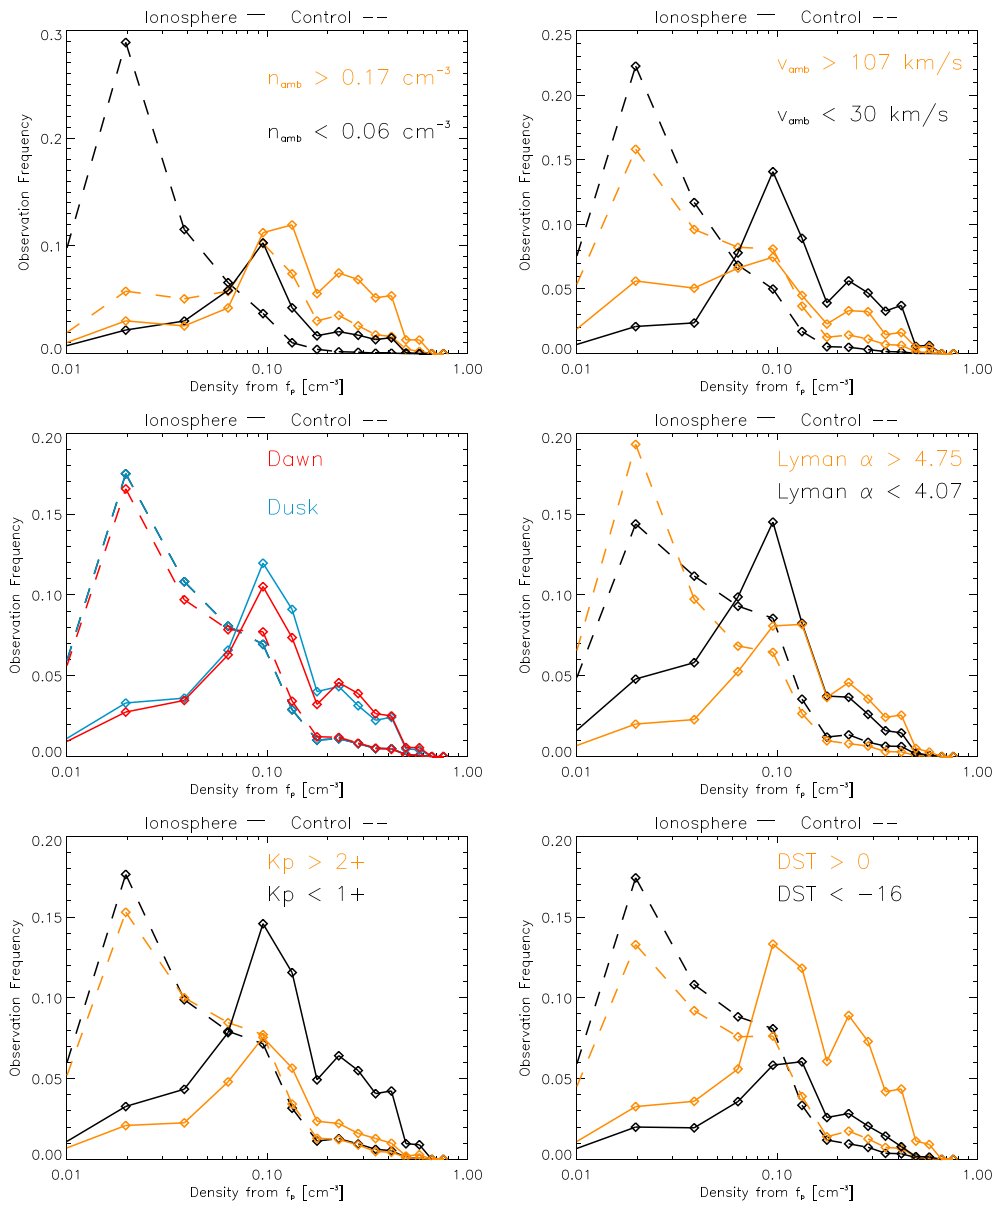 Ionosphere — Control --
0.3
0.2
0.1
0.0
Observation Frequency
n_amb > 0.17 cm⁻³
n_amb < 0.06 cm⁻³
0.01 0.10 1.00
Density from f_p [cm⁻³]
Ionosphere — Control --
0.25
0.20
0.15
0.10
0.05
0.00
Observation Frequency
v_amb > 107 km/s
v_amb < 30 km/s
0.01 0.10 1.00
Density from f_p [cm⁻³]
Ionosphere — Control --
0.20
0.15
0.10
0.05
0.00
Observation Frequency
Dawn
Dusk
0.01 0.10 1.00
Density from f_p [cm⁻³]
Ionosphere — Control --
0.20
0.15
0.10
0.05
0.00
Observation Frequency
Lyman α > 4.75
Lyman α < 4.07
0.01 0.10 1.00
Density from f_p [cm⁻³]
Ionosphere — Control --
0.20
0.15
0.10
0.05
0.00
Observation Frequency
Kp > 2+
Kp < 1+
0.01 0.10 1.00
Density from f_p [cm⁻³]
Ionosphere — Control --
0.20
0.15
0.10
0.05
0.00
Observation Frequency
DST > 0
DST < −16
0.01 0.10 1.00
Density from f_p [cm⁻³]